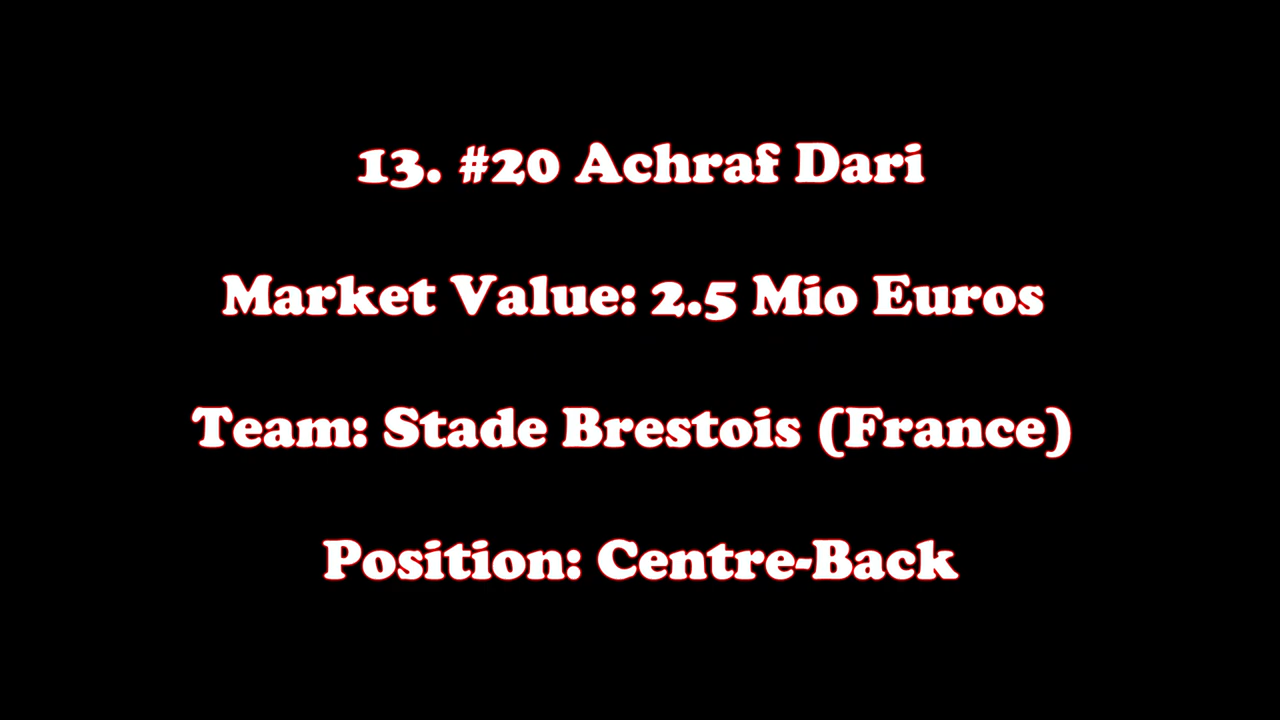 13. #20 Achraf Dari
Market Value: 2.5 Mio Euros
Team: Stade Brestois (France)
Position: Centre-Back